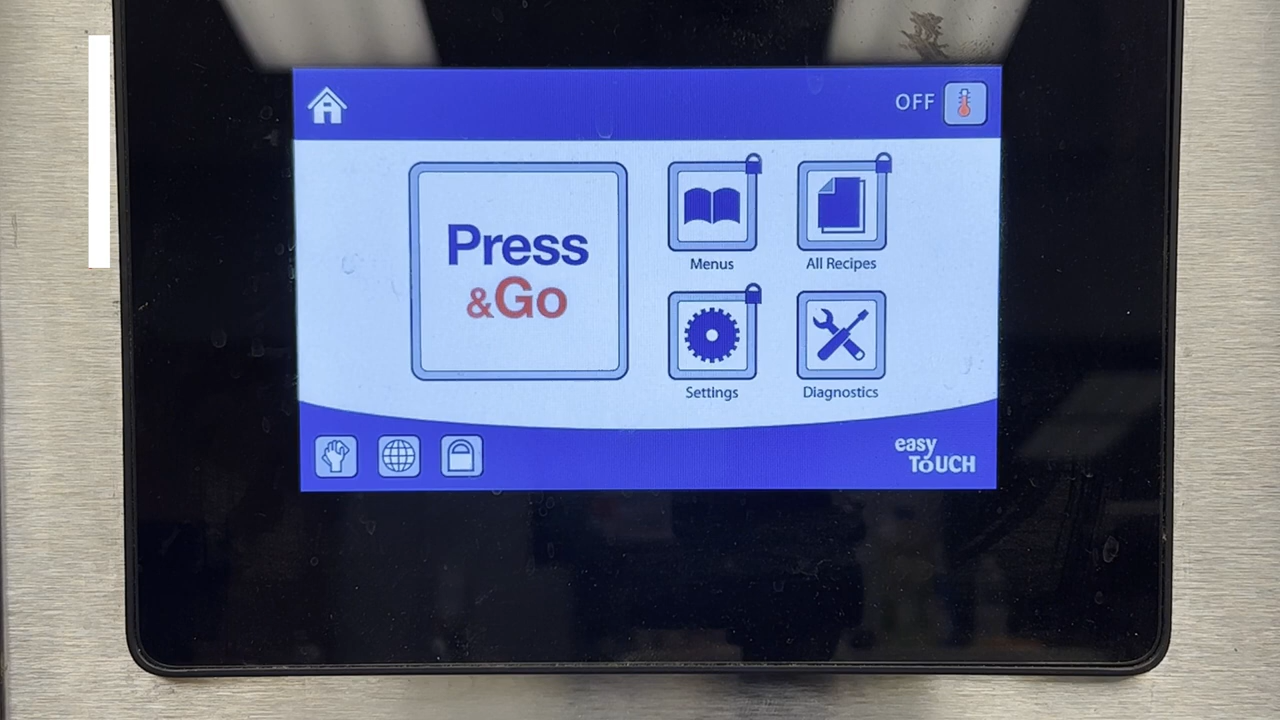 OFF
Press
&Go
Menus
All Recipes
Settings
Diagnostics
easy
ToUCH